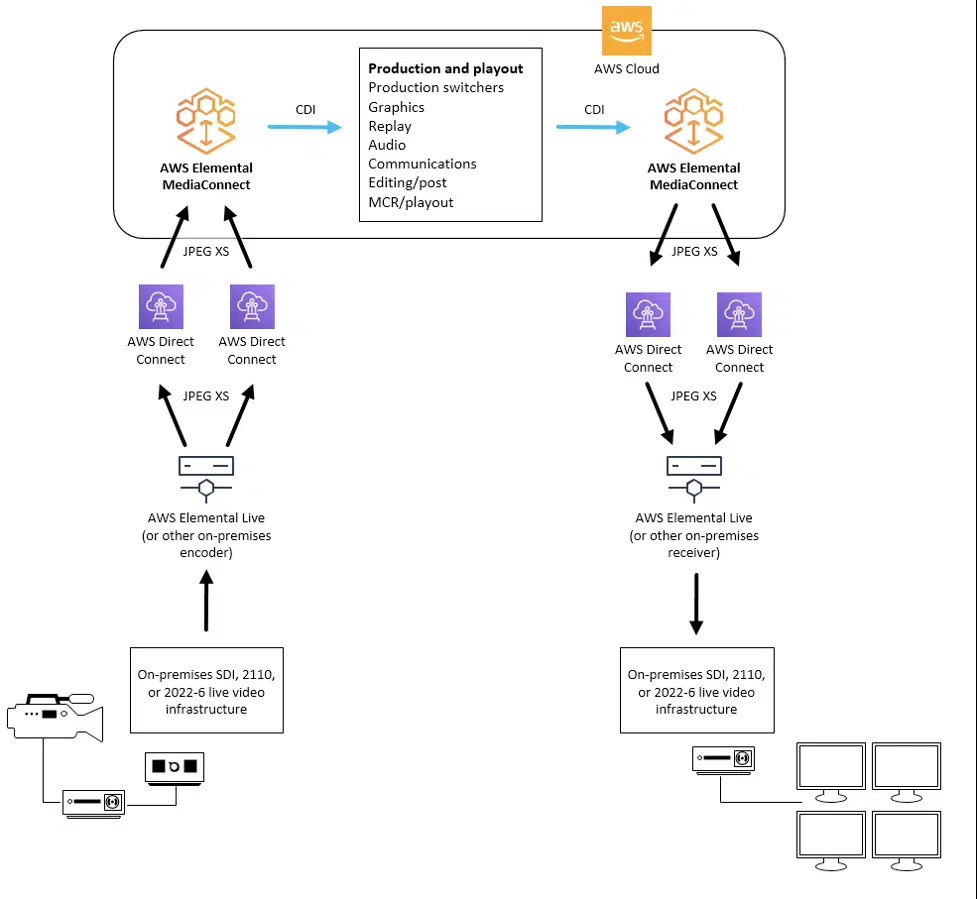 aws
AWS Cloud
Production and playout
Production switchers
Graphics
Replay
Audio
Communications
Editing/post
MCR/playout
CDI
CDI
AWS Elemental
MediaConnect
AWS Elemental
MediaConnect
JPEG XS
JPEG XS
AWS Direct
Connect
AWS Direct
Connect
AWS Direct
Connect
AWS Direct
Connect
JPEG XS
JPEG XS
AWS Elemental Live
(or other on-premises
encoder)
AWS Elemental Live
(or other on-premises
receiver)
On-premises SDI, 2110,
or 2022-6 live video
infrastructure
On-premises SDI, 2110,
or 2022-6 live video
infrastructure